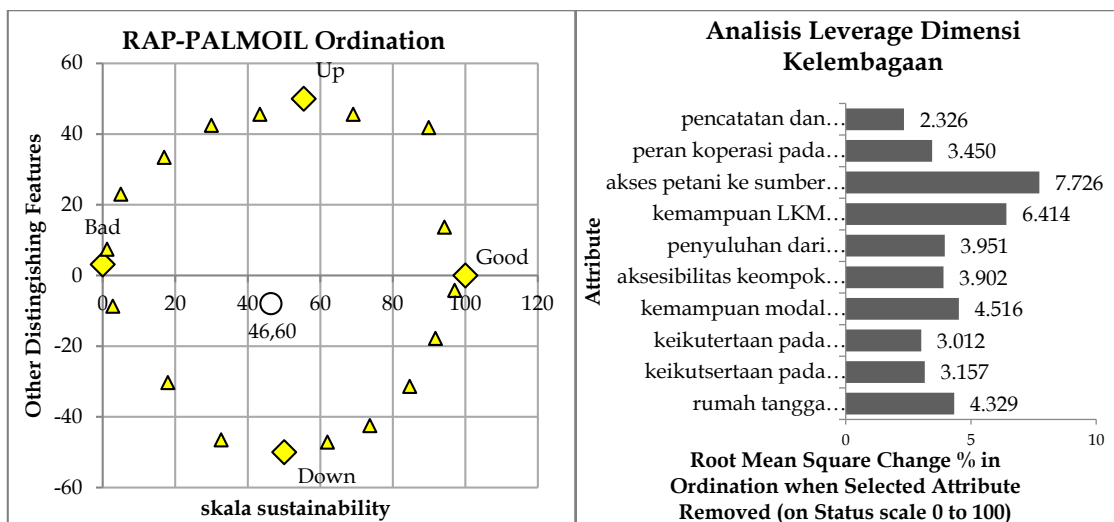 RAP-PALMOIL Ordination
Up
60
40
20
0
-20
-40
-60
Bad
Good
0 20 40 60 80 100 120
46,60
Down
Other Distingishing Features
skala sustainability
Analisis Leverage Dimensi
Kelembagaan
Attribute
pencatatan dan… 2.326
peran koperasi pada… 3.450
akses petani ke sumber… 7.726
kemampuan LKM… 6.414
penyuluhan dari… 3.951
aksesibilitas keompok… 3.902
kemampuan modal… 4.516
keikutertaan pada… 3.012
keikutsertaan pada… 3.157
rumah tangga… 4.329
0 5 10
Root Mean Square Change % in
Ordination when Selected Attribute
Removed (on Status scale 0 to 100)